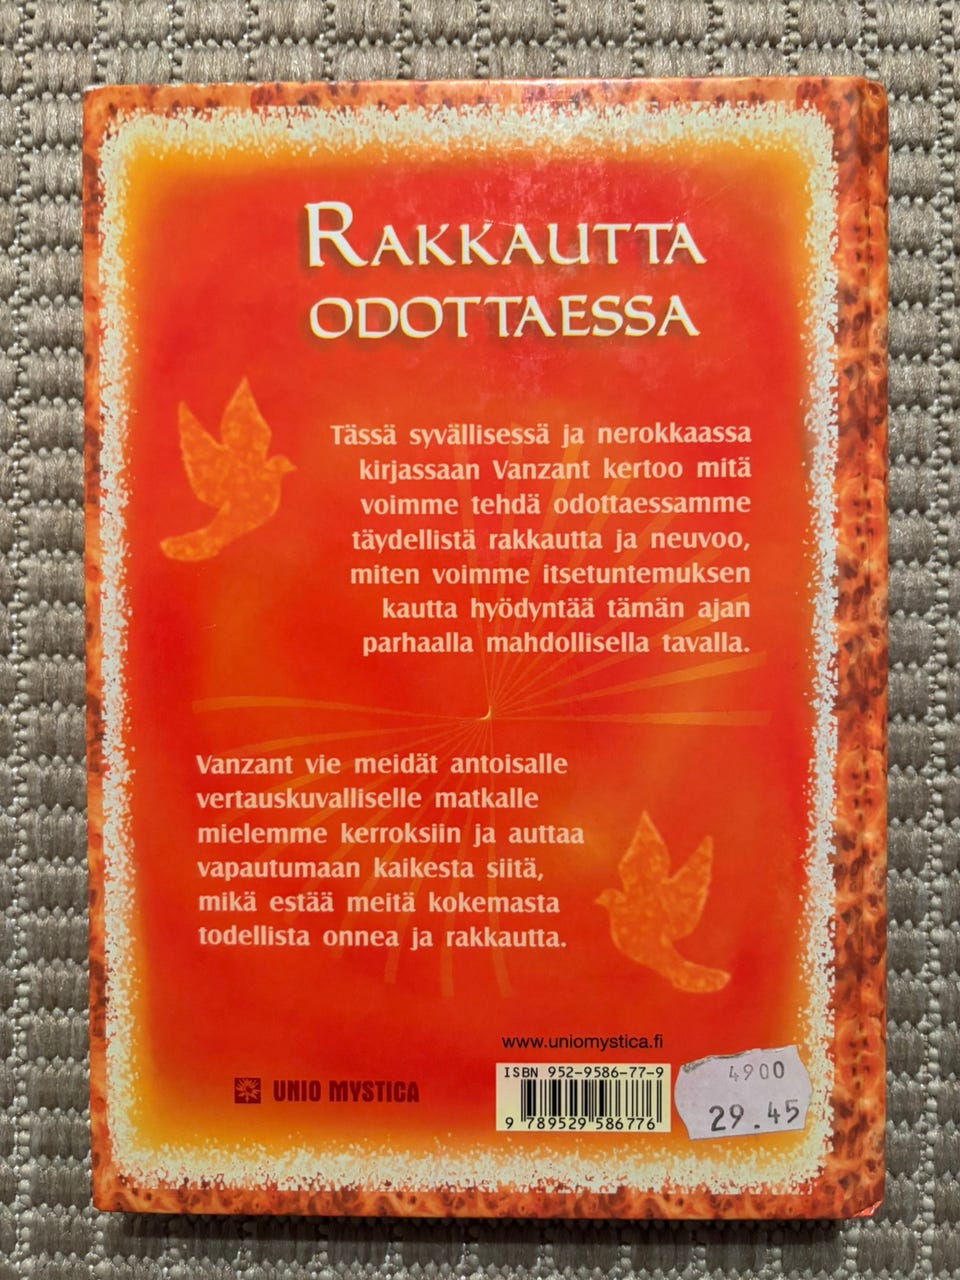 RAKKAUTTA
ODOTTAESSA
Tässä syvällisessä ja nerokkaassa
kirjassaan Vanzant kertoo mitä
voimme tehdä odottaessamme
täydellistä rakkautta ja neuvoo,
miten voimme itsetuntemuksen
kautta hyödyntää tämän ajan
parhaalla mahdollisella tavalla.
Vanzant vie meidät antoisalle
vertauskuvalliselle matkalle
mielemme kerroksiin ja auttaa
vapautumaan kaikesta siitä,
mikä estää meitä kokemasta
todellista onnea ja rakkautta.
www.uniomystica.fi
UNIO MYSTICA
ISBN 952-9586-77-9
9 789529 586776
4900
29.45